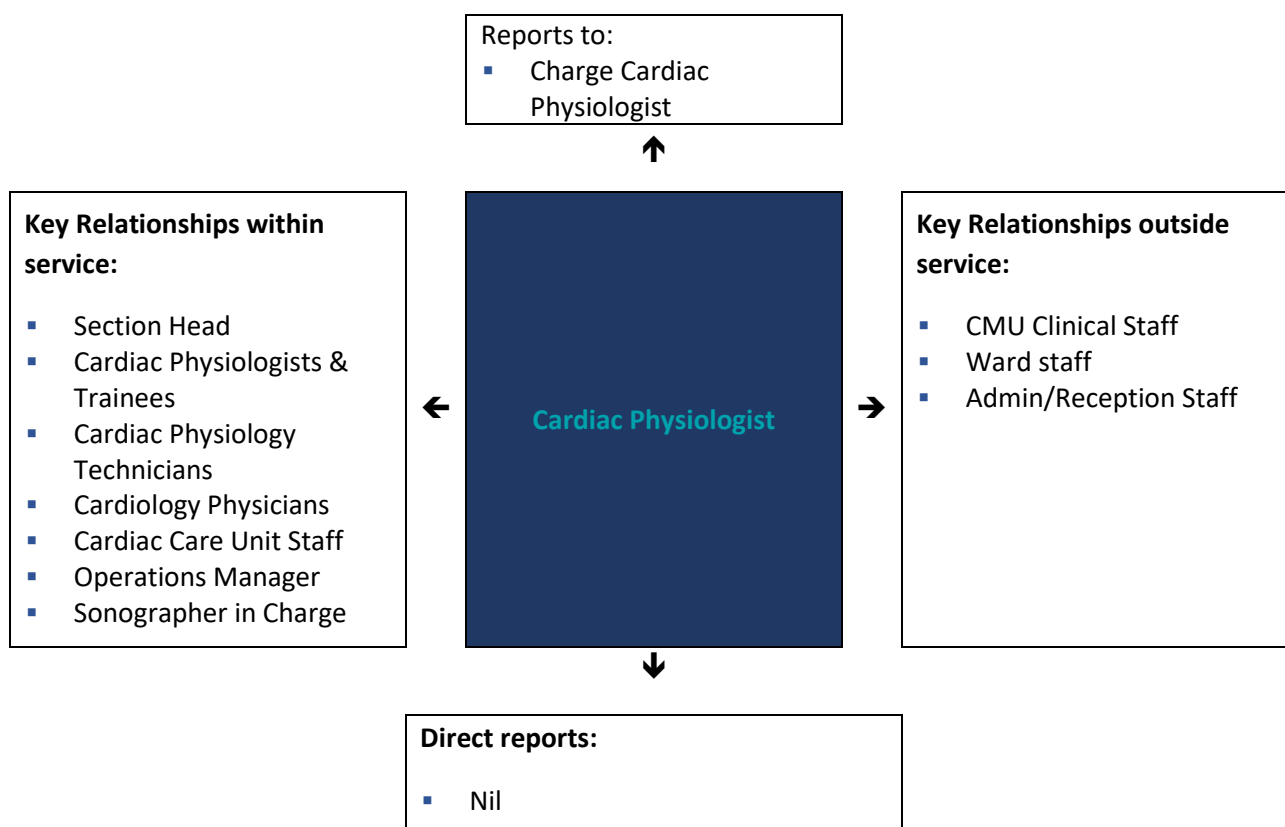 Reports to:
▪ Charge Cardiac
Physiologist
Key Relationships within
service:
▪ Section Head
▪ Cardiac Physiologists &
Trainees
▪ Cardiac Physiology
Technicians
▪ Cardiology Physicians
▪ Cardiac Care Unit Staff
▪ Operations Manager
▪ Sonographer in Charge
Cardiac Physiologist
Key Relationships outside
service:
▪ CMU Clinical Staff
▪ Ward staff
▪ Admin/Reception Staff
Direct reports:
▪ Nil